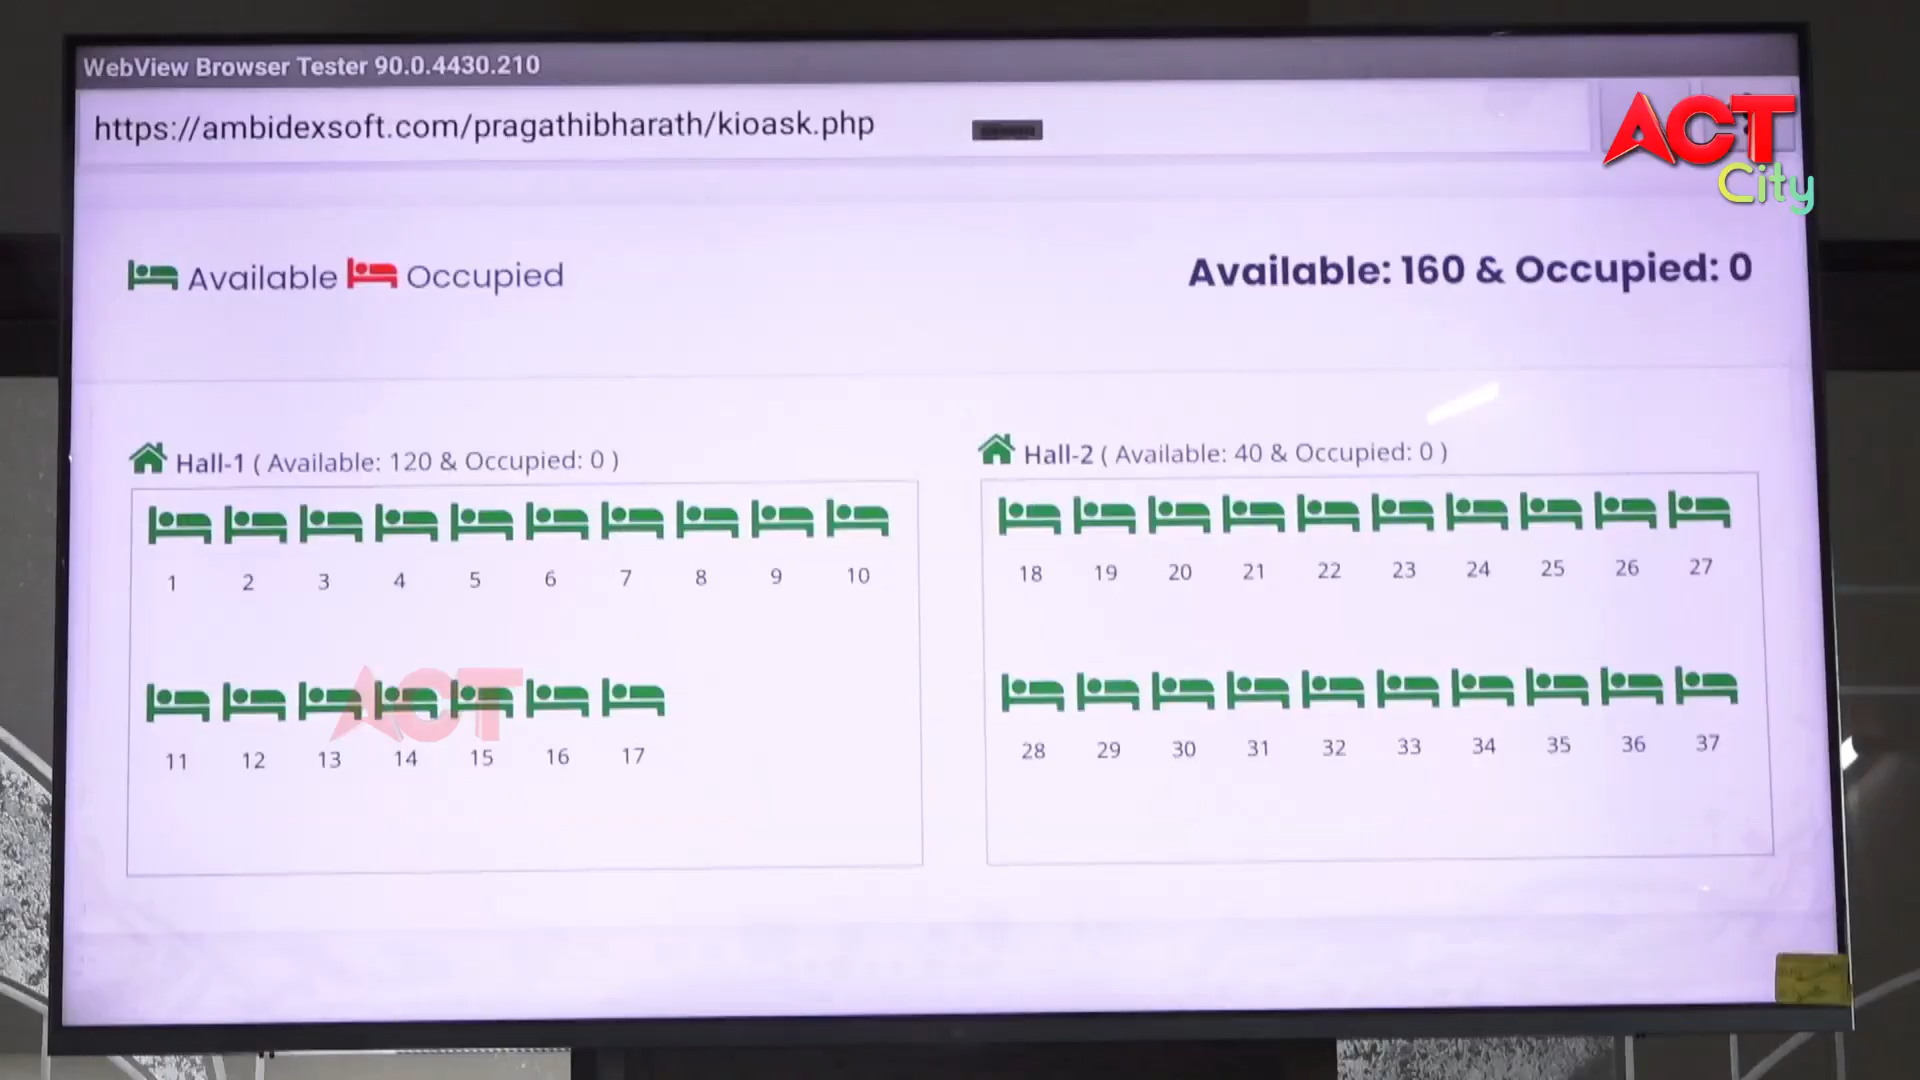 WebView Browser Tester 90.0.4430.210
https://ambidexsoft.com/pragathibharath/kioask.php
ACT
City
Available Occupied
Available: 160 & Occupied: 0
Hall-1 ( Available: 120 & Occupied: 0 )
1 2 3 4 5 6 7 8 9 10
11 12 13 14 15 16 17
ACT
Hall-2 ( Available: 40 & Occupied: 0 )
18 19 20 21 22 23 24 25 26 27
28 29 30 31 32 33 34 35 36 37